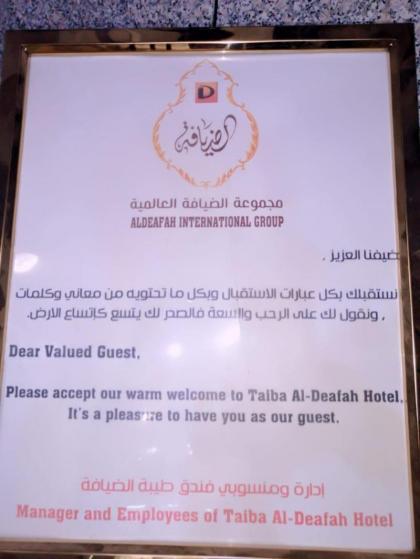 D
الضيافة
مجموعة الضيافة العالمية
ALDEAFAH INTERNATIONAL GROUP
ضيفنا العزيز ,
نستقبلك بكل عبارات الاستقبال وبكل ما تحتويه من معاني وكلمات
, ونقول لك على الرحب والسعة فالصدر لك يتسع كإتساع الارض.
Dear Valued Guest,
Please accept our warm welcome to Taiba Al-Deafah Hotel.
It's a pleasure to have you as our guest.
إدارة ومنسوبي فندق طيبة الضيافة
Manager and Employees of Taiba Al-Deafah Hotel